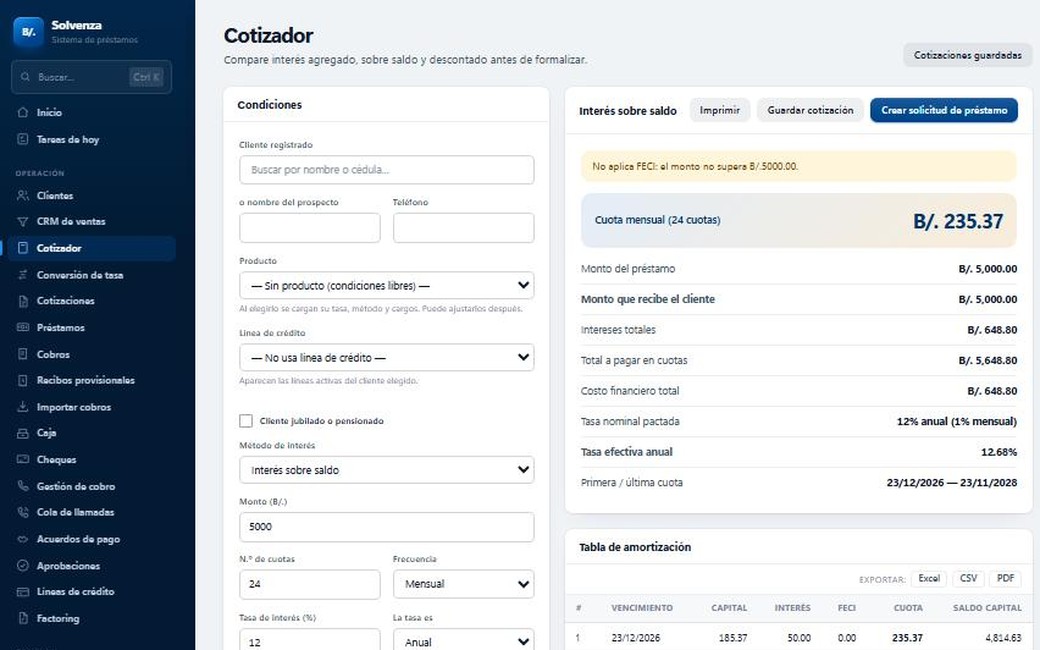 B/.
Solvenza
Sistema de préstamos
Buscar...
Ctrl K
Inicio
Tareas de hoy
OPERACIÓN
Clientes
CRM de ventas
Cotizador
Conversión de tasa
Cotizaciones
Préstamos
Cobros
Recibos provisionales
Importar cobros
Caja
Cheques
Gestión de cobro
Cola de llamadas
Acuerdos de pago
Aprobaciones
Líneas de crédito
Factoring
Cotizador
Compare interés agregado, sobre saldo y descontado antes de formalizar.
Cotizaciones guardadas
Condiciones
Cliente registrado
Buscar por nombre o cédula...
o nombre del prospecto
Teléfono
Producto
— Sin producto (condiciones libres) —
Al elegirlo se cargan su tasa, método y cargos. Puede ajustarlos después.
Línea de crédito
— No usa línea de crédito —
Aparecen las líneas activas del cliente elegido.
Cliente jubilado o pensionado
Método de interés
Interés sobre saldo
Monto (B/.)
5000
N.º de cuotas
Frecuencia
24
Mensual
Tasa de interés (%)
La tasa es
12
Anual
Interés sobre saldo
Imprimir
Guardar cotización
Crear solicitud de préstamo
No aplica FECI: el monto no supera B/.5000.00.
Cuota mensual (24 cuotas)
B/. 235.37
Monto del préstamo
B/. 5,000.00
Monto que recibe el cliente
B/. 5,000.00
Intereses totales
B/. 648.80
Total a pagar en cuotas
B/. 5,648.80
Costo financiero total
B/. 648.80
Tasa nominal pactada
12% anual (1% mensual)
Tasa efectiva anual
12.68%
Primera / última cuota
23/12/2026 — 23/11/2028
Tabla de amortización
EXPORTAR:
Excel
CSV
PDF
# VENCIMIENTO CAPITAL INTERÉS FECI CUOTA SALDO CAPITAL
1 23/12/2026 185.37 50.00 0.00 235.37 4,814.63